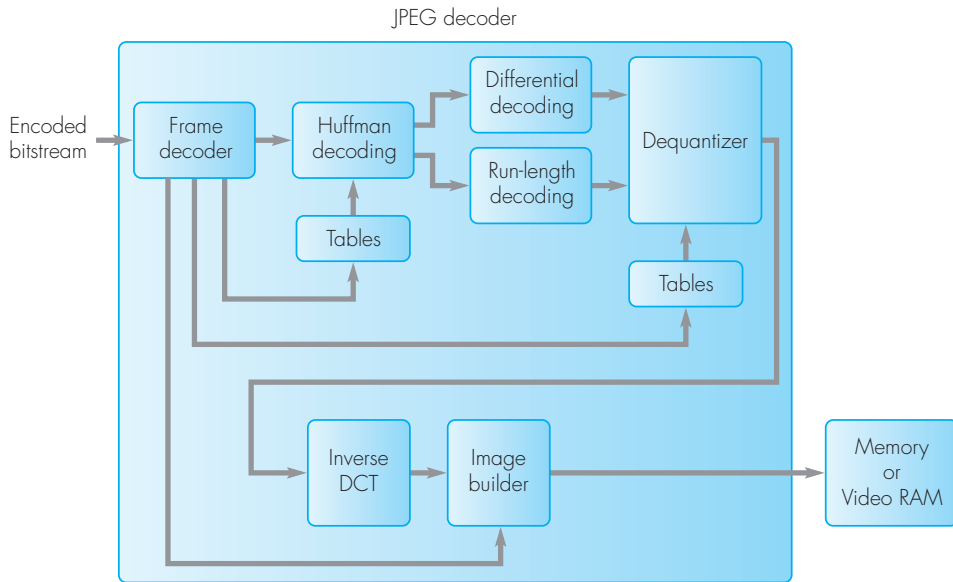 JPEG decoder
Encoded
bitstream
Frame
decoder
Huffman
decoding
Differential
decoding
Run-length
decoding
Dequantizer
Tables
Tables
Inverse
DCT
Image
builder
Memory
or
Video RAM